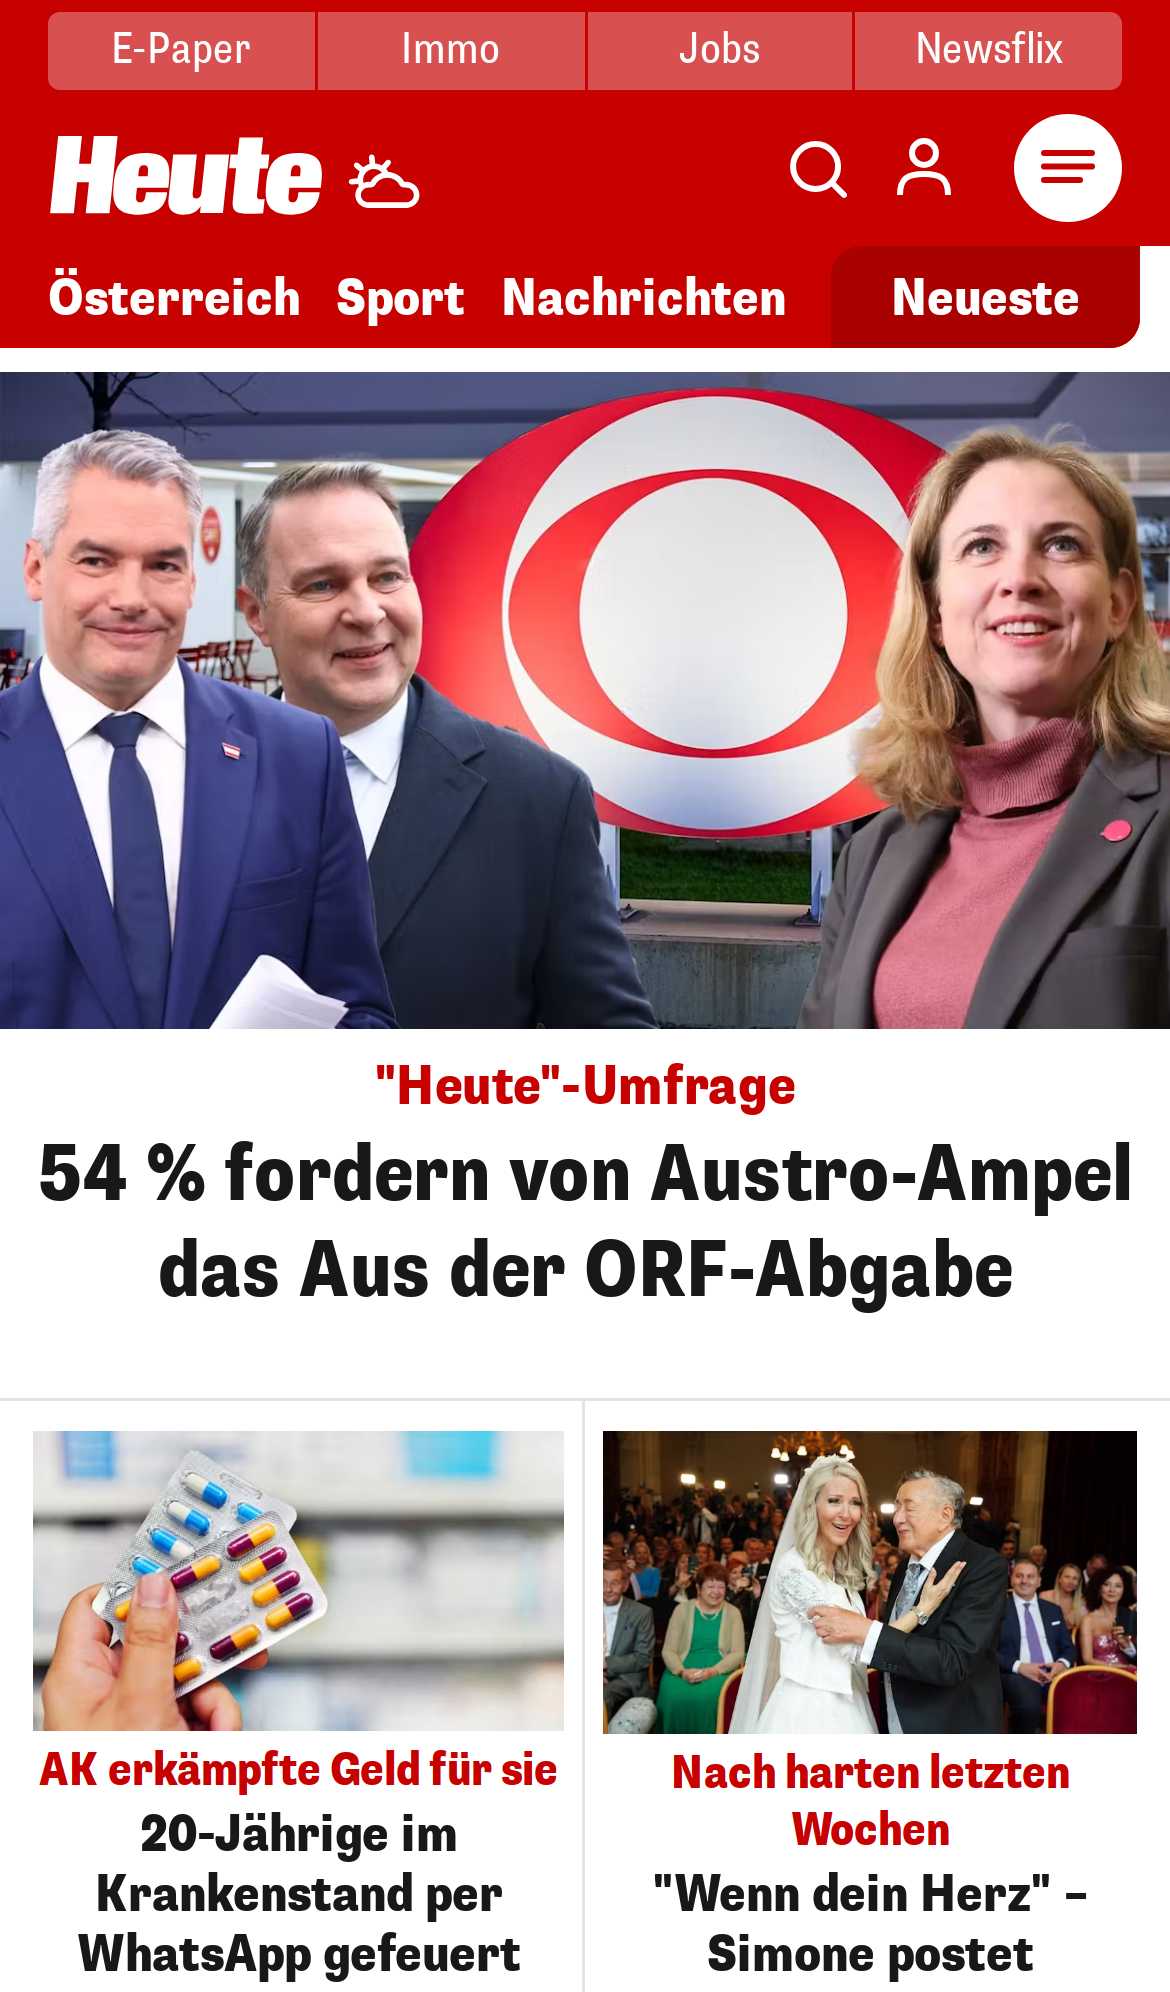 E-Paper Immo Jobs Newsflix
Heute
Österreich Sport Nachrichten Neueste
"Heute"-Umfrage
54 % fordern von Austro-Ampel
das Aus der ORF-Abgabe
AK erkämpfte Geld für sie
20-Jährige im
Krankenstand per
WhatsApp gefeuert
Nach harten letzten
Wochen
"Wenn dein Herz" –
Simone postet